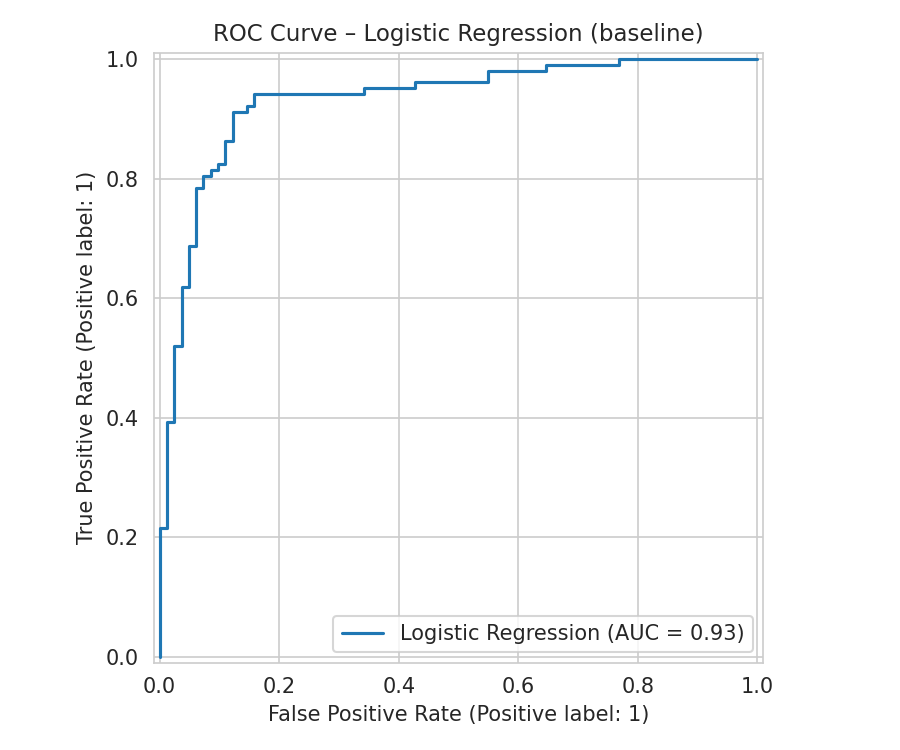 ROC Curve – Logistic Regression (baseline)
True Positive Rate (Positive label: 1)
1.0
0.8
0.6
0.4
0.2
0.0
Logistic Regression (AUC = 0.93)
0.0 0.2 0.4 0.6 0.8 1.0
False Positive Rate (Positive label: 1)